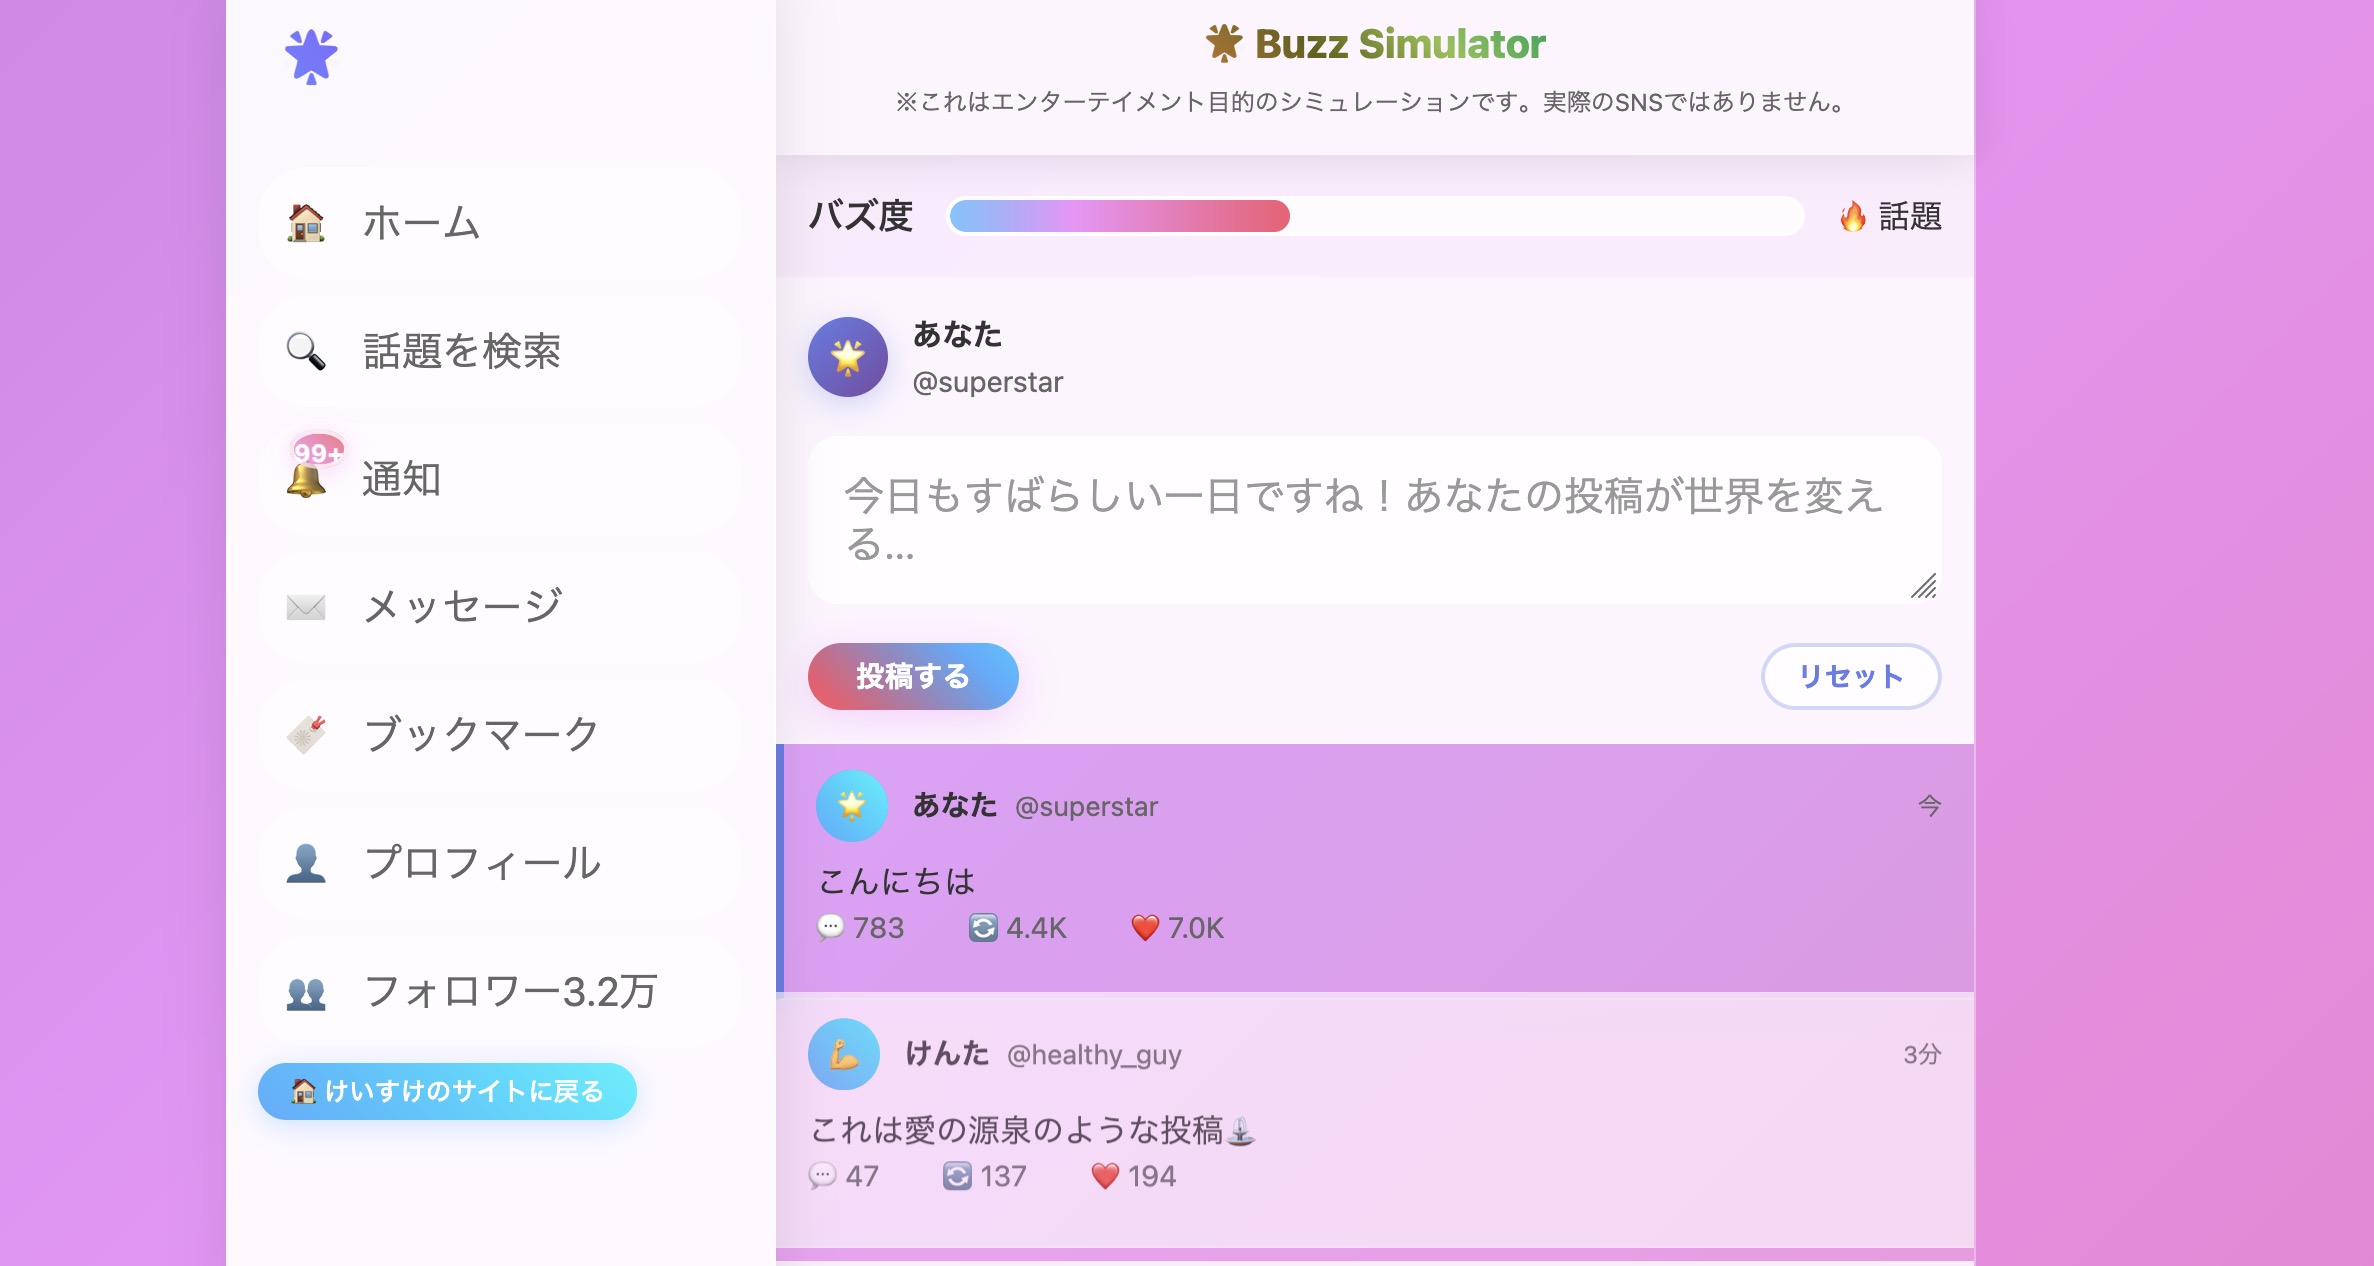 ホーム
話題を検索
99+
通知
メッセージ
ブックマーク
プロフィール
フォロワー3.2万
けいすけのサイトに戻る
Buzz Simulator
※これはエンターテイメント目的のシミュレーションです。実際のSNSではありません。
バズ度
🔥 話題
あなた
@superstar
今日もすばらしい一日ですね！あなたの投稿が世界を変え
る...
投稿する
リセット
あなた @superstar 今
こんにちは
783 4.4K 7.0K
けんた @healthy_guy 3分
これは愛の源泉のような投稿⛲
47 137 194